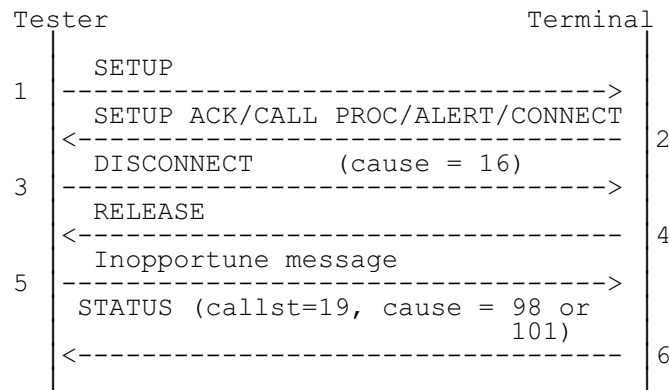 Tester Terminal
SETUP
1 |----------------------------------->
SETUP ACK/CALL PROC/ALERT/CONNECT
<----------------------------------- 2
DISCONNECT (cause = 16)
3 |----------------------------------->
RELEASE
<----------------------------------- 4
Inopportune message
5 |----------------------------------->
STATUS (callst=19, cause = 98 or
101)
<----------------------------------- 6